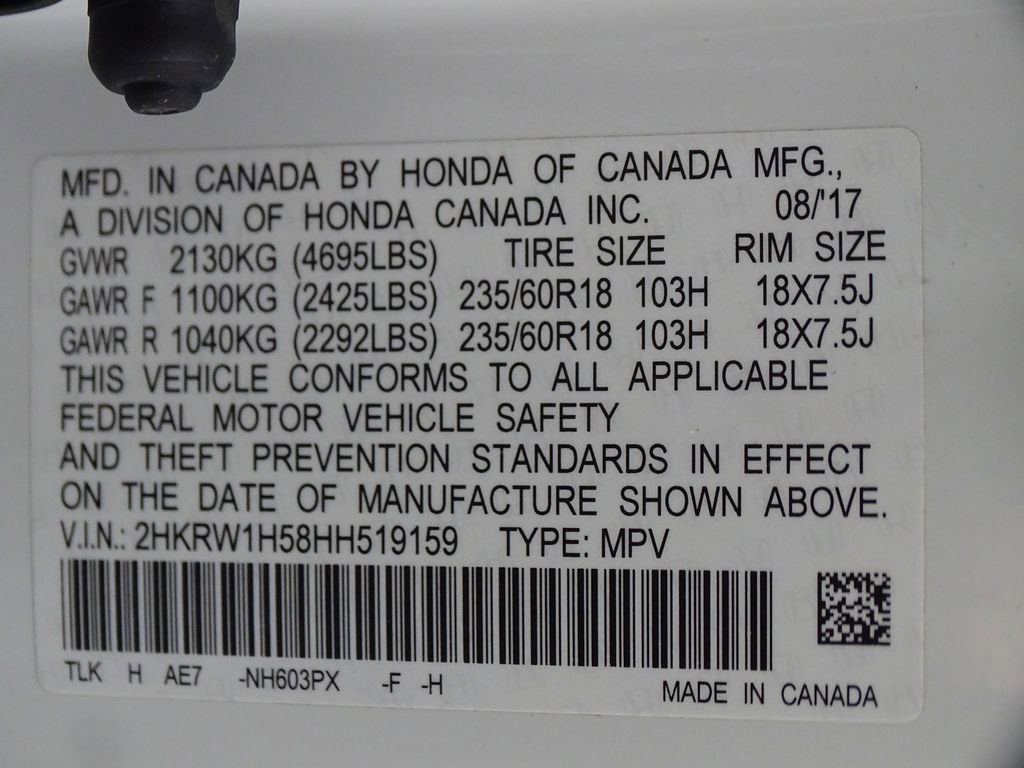 MFD. IN CANADA BY HONDA OF CANADA MFG.,
A DIVISION OF HONDA CANADA INC. 08/'17
GVWR 2130KG (4695LBS) TIRE SIZE RIM SIZE
GAWR F 1100KG (2425LBS) 235/60R18 103H 18X7.5J
GAWR R 1040KG (2292LBS) 235/60R18 103H 18X7.5J
THIS VEHICLE CONFORMS TO ALL APPLICABLE
FEDERAL MOTOR VEHICLE SAFETY
AND THEFT PREVENTION STANDARDS IN EFFECT
ON THE DATE OF MANUFACTURE SHOWN ABOVE.
V.I.N.: 2HKRW1H58HH519159 TYPE: MPV
TLK H AE7 -NH603PX -F -H
MADE IN CANADA